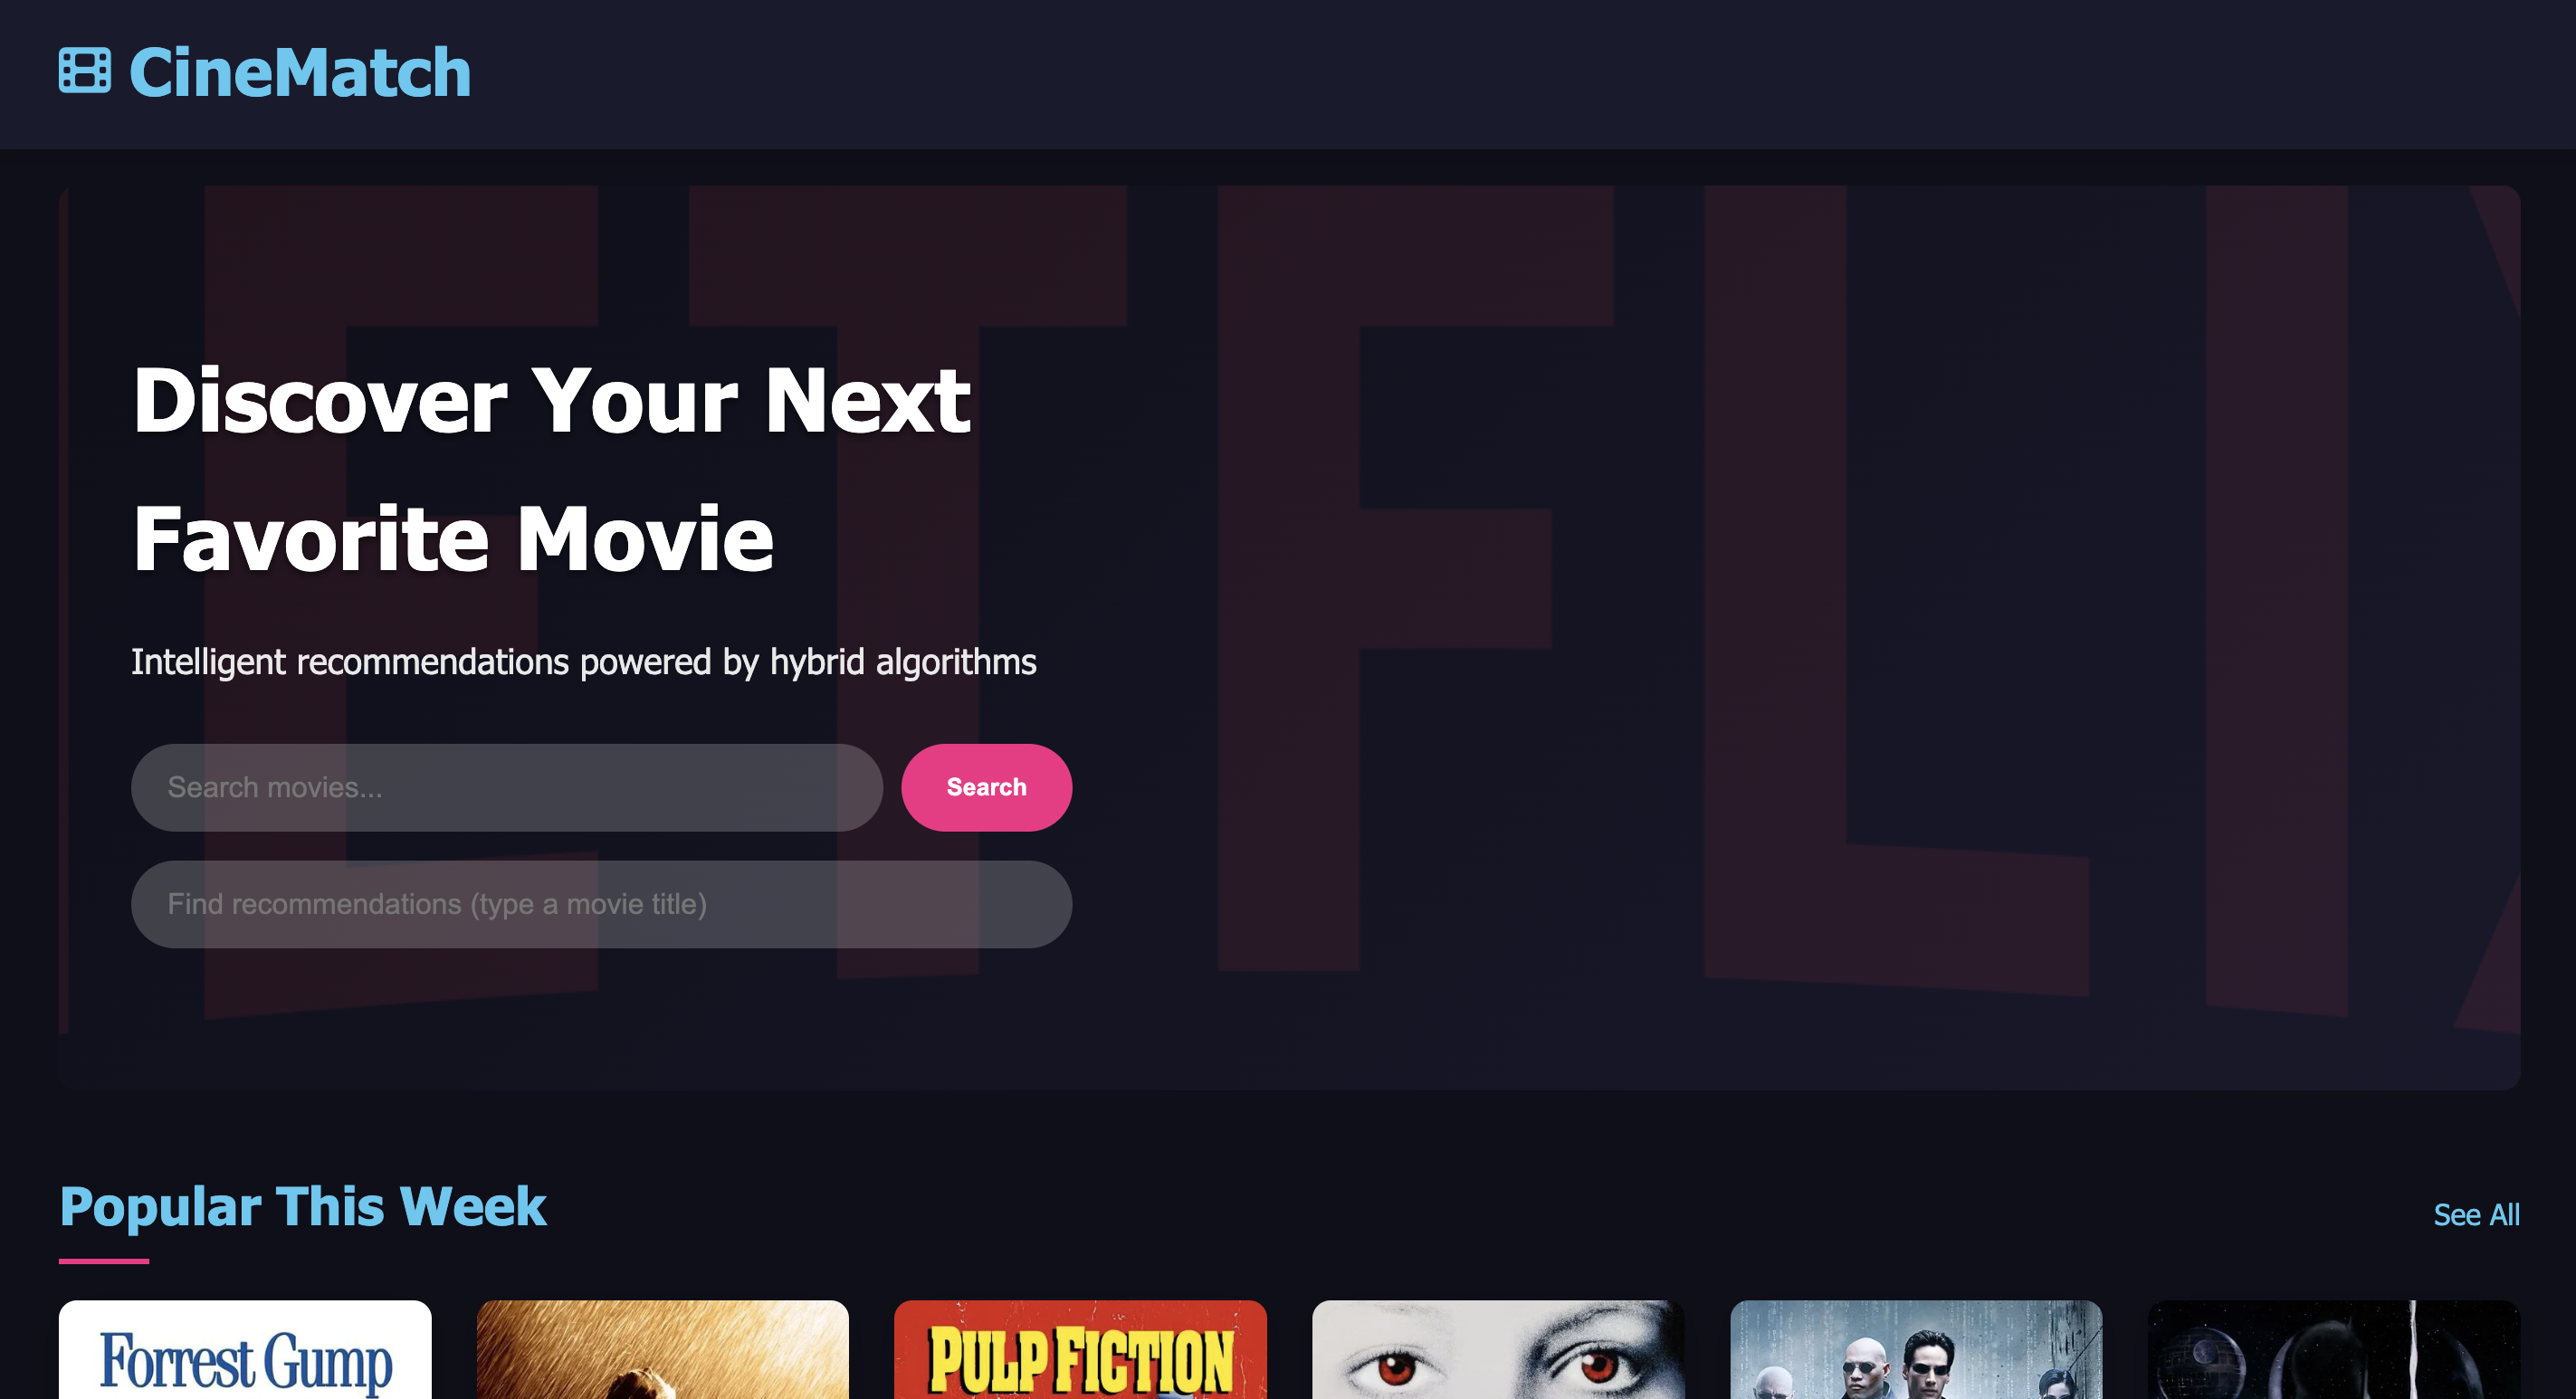 CineMatch
ETFLIX
Discover Your Next
Favorite Movie
Intelligent recommendations powered by hybrid algorithms
Search movies...
Search
Find recommendations (type a movie title)
Popular This Week
See All
Forrest Gump
PULP FICTION